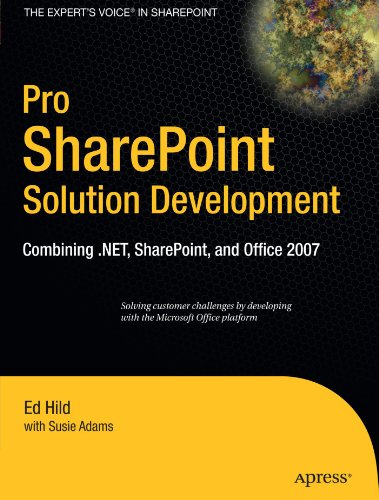 THE EXPERT'S VOICE® IN SHAREPOINT
Pro
SharePoint
Solution Development
Combining .NET, SharePoint, and Office 2007
Solving customer challenges by developing
with the Microsoft Office platform
Ed Hild
with Susie Adams
Apress®